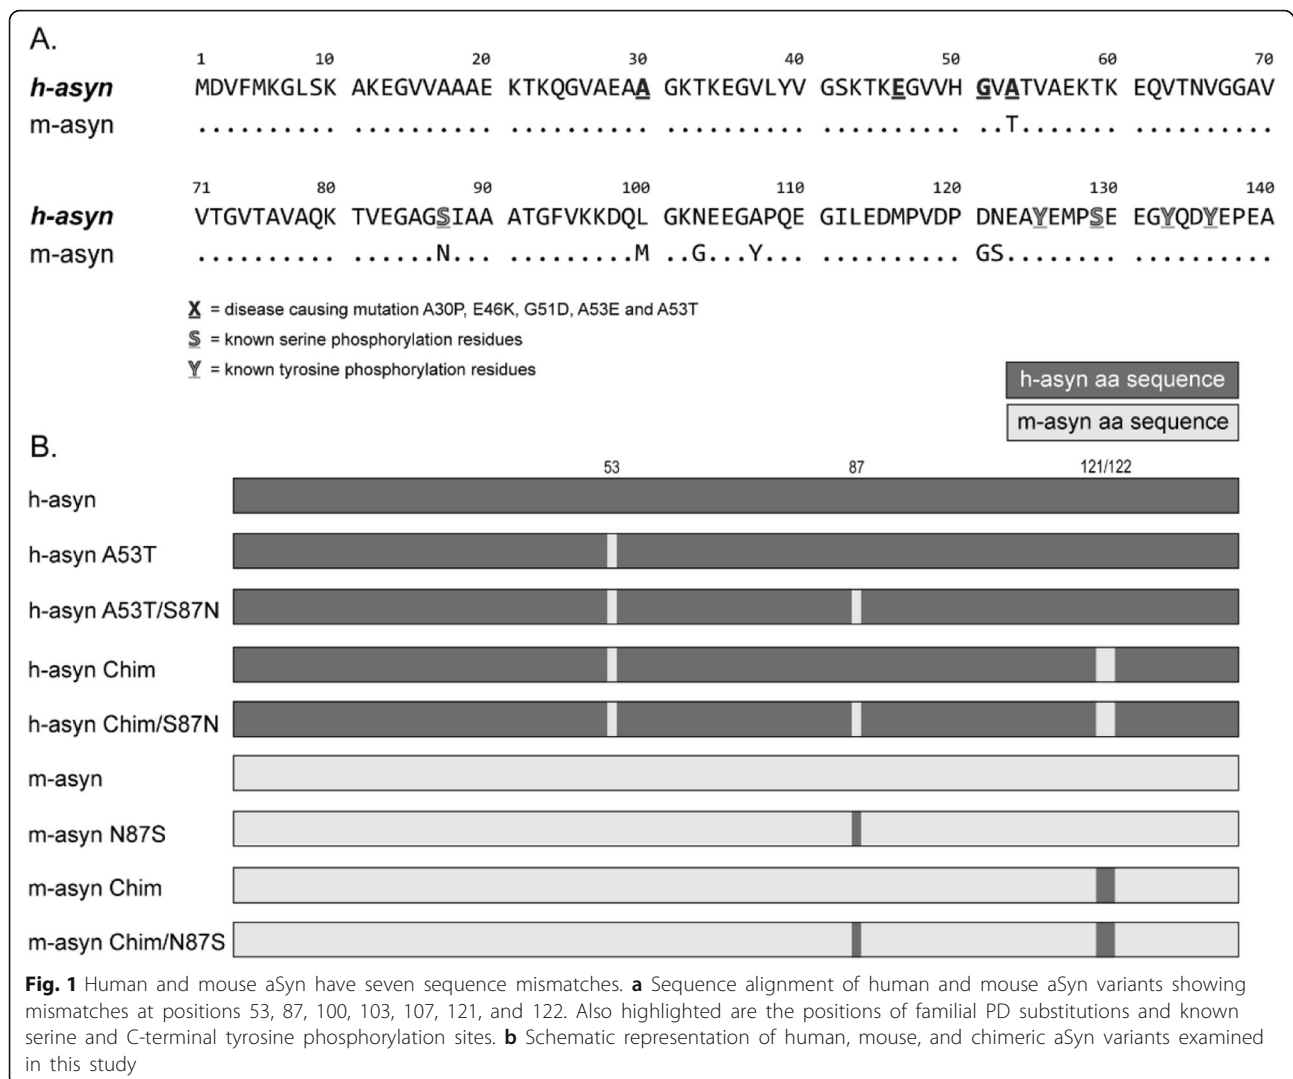 A.
1 10 20 30 40 50 60 70
h-asyn MDVFMKGLSK AKEGVVAAAE KTKQGVAEAA GKTKEGVLYV GSKTKEGVVH GVATVAEKTK EQVTNVGGAV
m-asyn .......... .......... .......... .......... .......... ..T....... ..........
71 80 90 100 110 120 130 140
h-asyn VTGVTAVAQK TVEGAGSIAA ATGFVKKDQL GKNEEGAPQE GILEDMPVDP DNEAYEMPSE EGYQDYEPEA
m-asyn .......... ......N... .........M ..G...Y... .......... GS........ ..........
X = disease causing mutation A30P, E46K, G51D, A53E and A53T
S = known serine phosphorylation residues
Y = known tyrosine phosphorylation residues
h-asyn aa sequence
m-asyn aa sequence
B.
53 87 121/122
h-asyn
h-asyn A53T
h-asyn A53T/S87N
h-asyn Chim
h-asyn Chim/S87N
m-asyn
m-asyn N87S
m-asyn Chim
m-asyn Chim/N87S
Fig. 1 Human and mouse aSyn have seven sequence mismatches. a Sequence alignment of human and mouse aSyn variants showing
mismatches at positions 53, 87, 100, 103, 107, 121, and 122. Also highlighted are the positions of familial PD substitutions and known
serine and C-terminal tyrosine phosphorylation sites. b Schematic representation of human, mouse, and chimeric aSyn variants examined
in this study